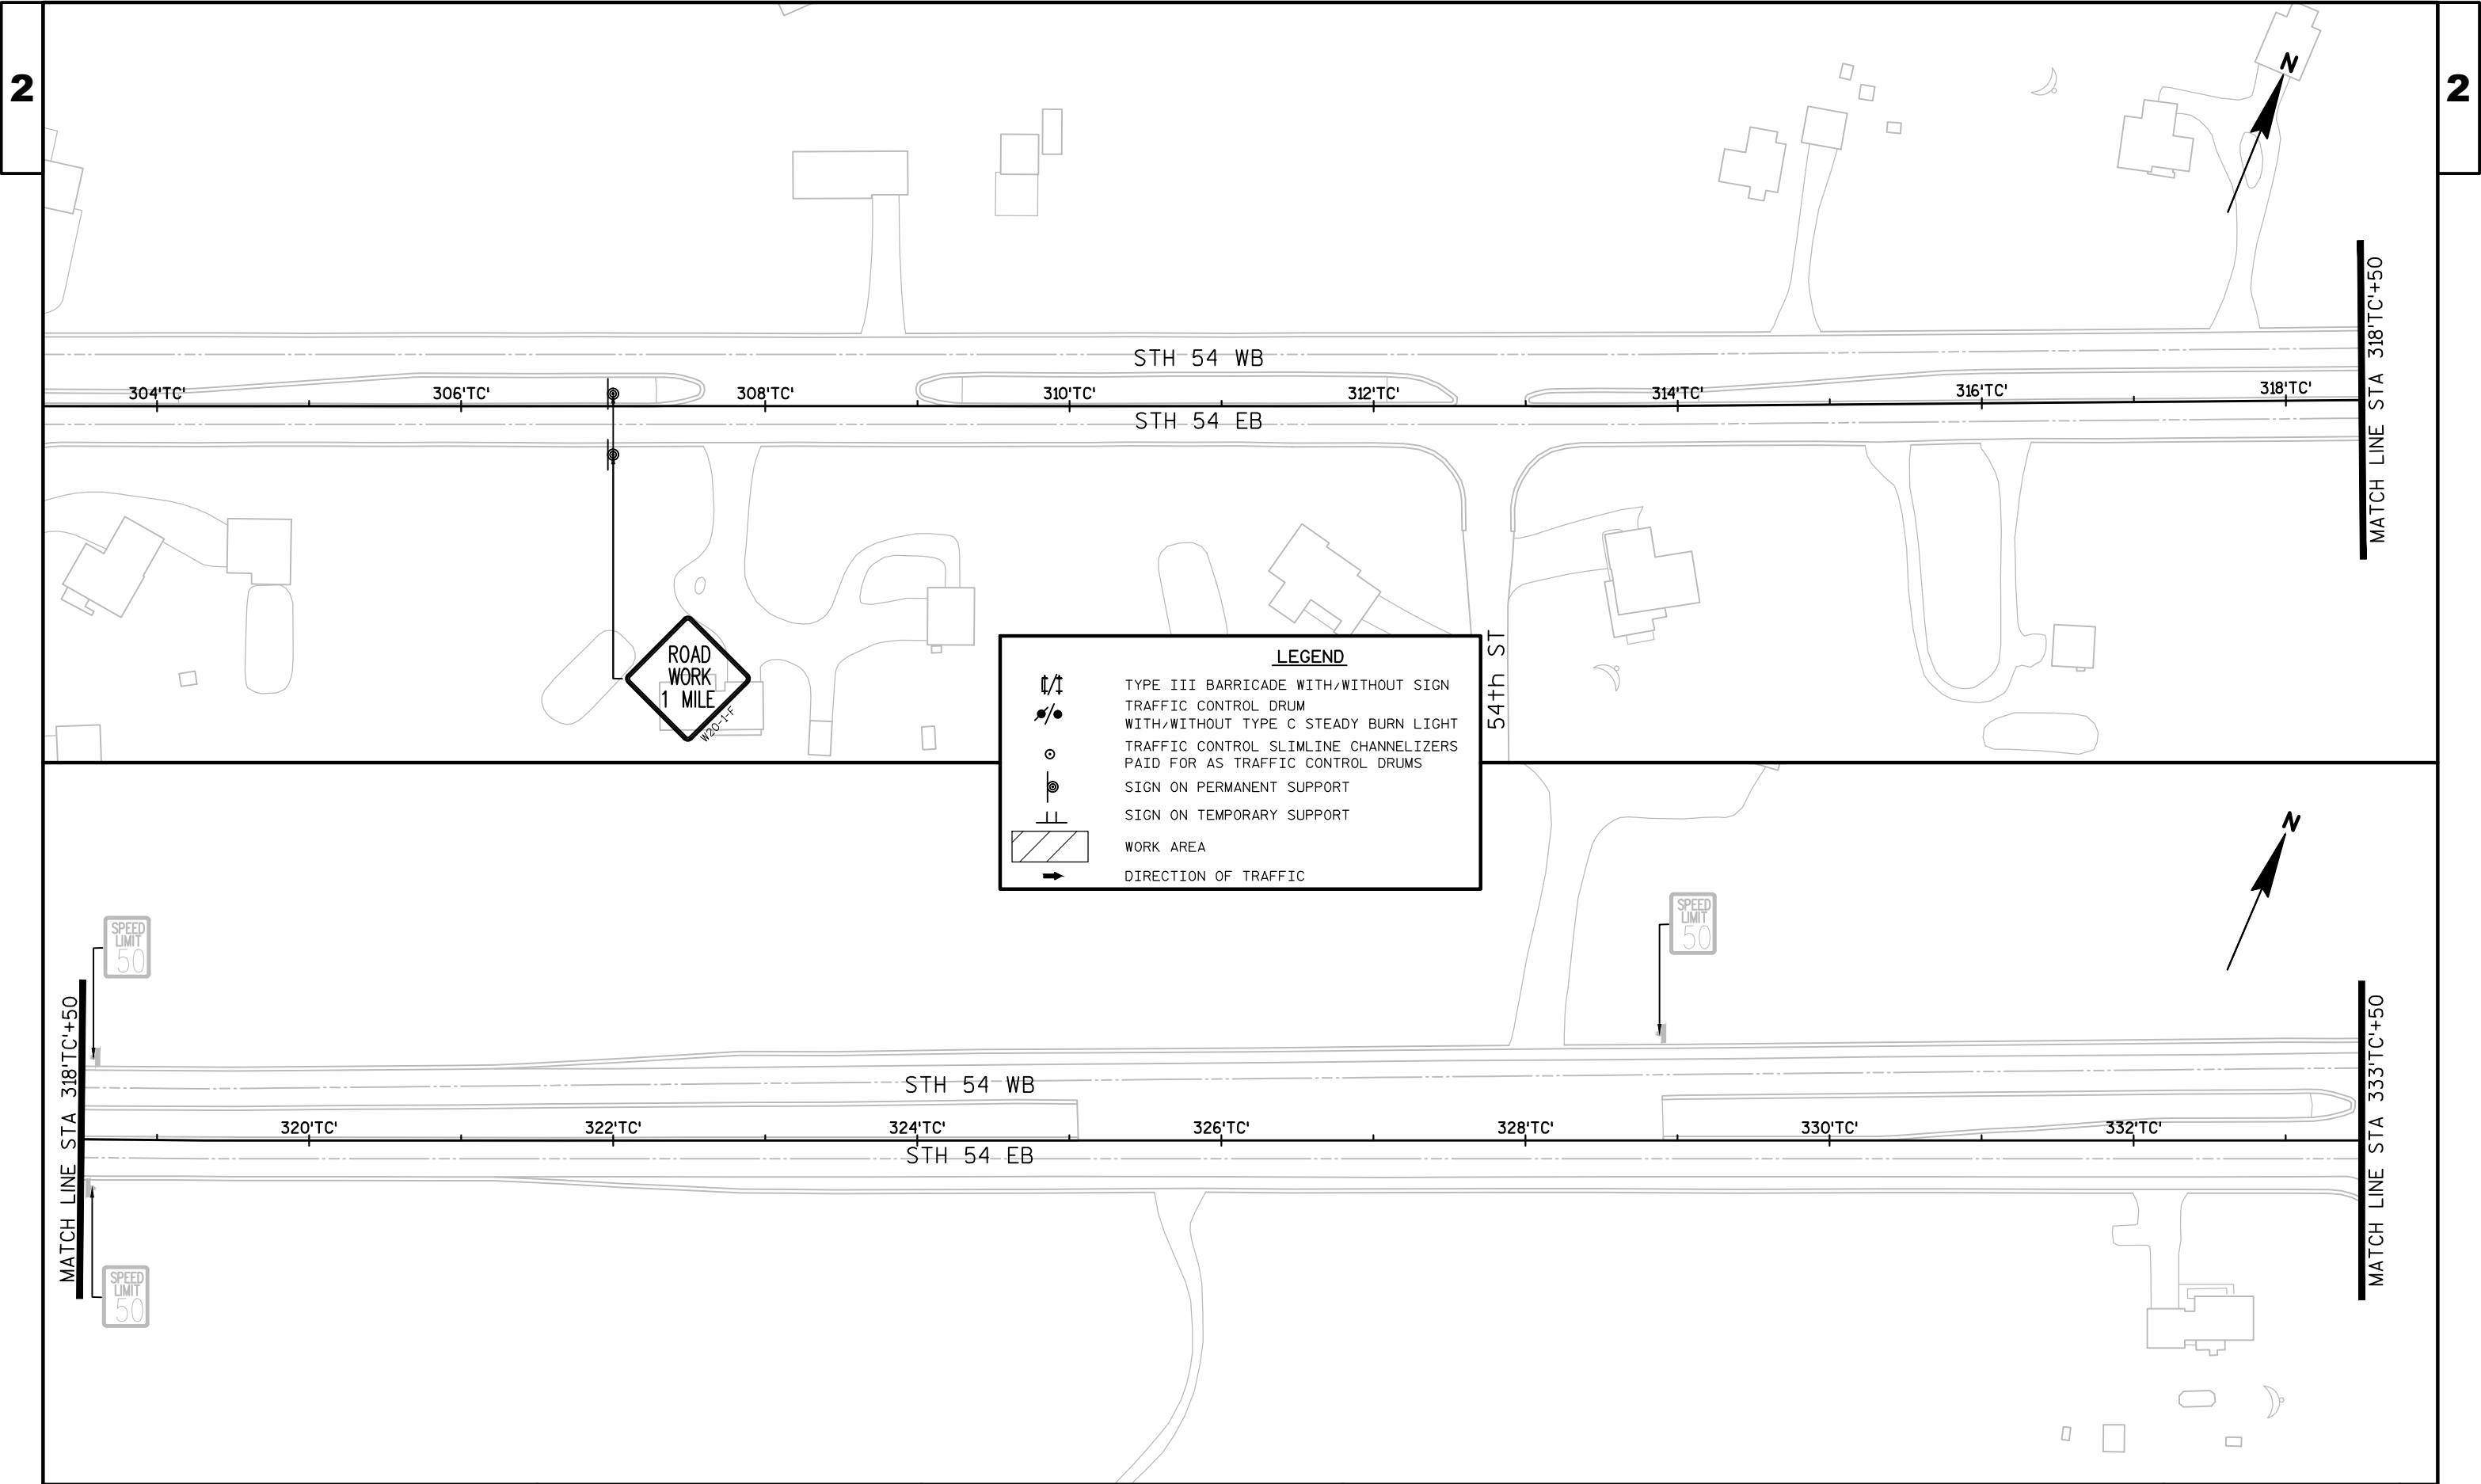 2
2
N
STH 54 WB
304'TC'
306'TC'
308'TC'
310'TC'
312'TC'
314'TC'
316'TC'
318'TC'
STH 54 EB
MATCH LINE STA 318'TC'+50
54th ST
ROAD
WORK
1 MILE
W20-1-F
LEGEND
TYPE III BARRICADE WITH/WITHOUT SIGN
TRAFFIC CONTROL DRUM
WITH/WITHOUT TYPE C STEADY BURN LIGHT
TRAFFIC CONTROL SLIMLINE CHANNELIZERS
PAID FOR AS TRAFFIC CONTROL DRUMS
SIGN ON PERMANENT SUPPORT
SIGN ON TEMPORARY SUPPORT
WORK AREA
DIRECTION OF TRAFFIC
N
SPEED
LIMIT
50
SPEED
LIMIT
50
MATCH LINE STA 318'TC'+50
STH 54 WB
320'TC'
322'TC'
324'TC'
326'TC'
328'TC'
330'TC'
332'TC'
STH 54 EB
MATCH LINE STA 333'TC'+50
SPEED
LIMIT
50